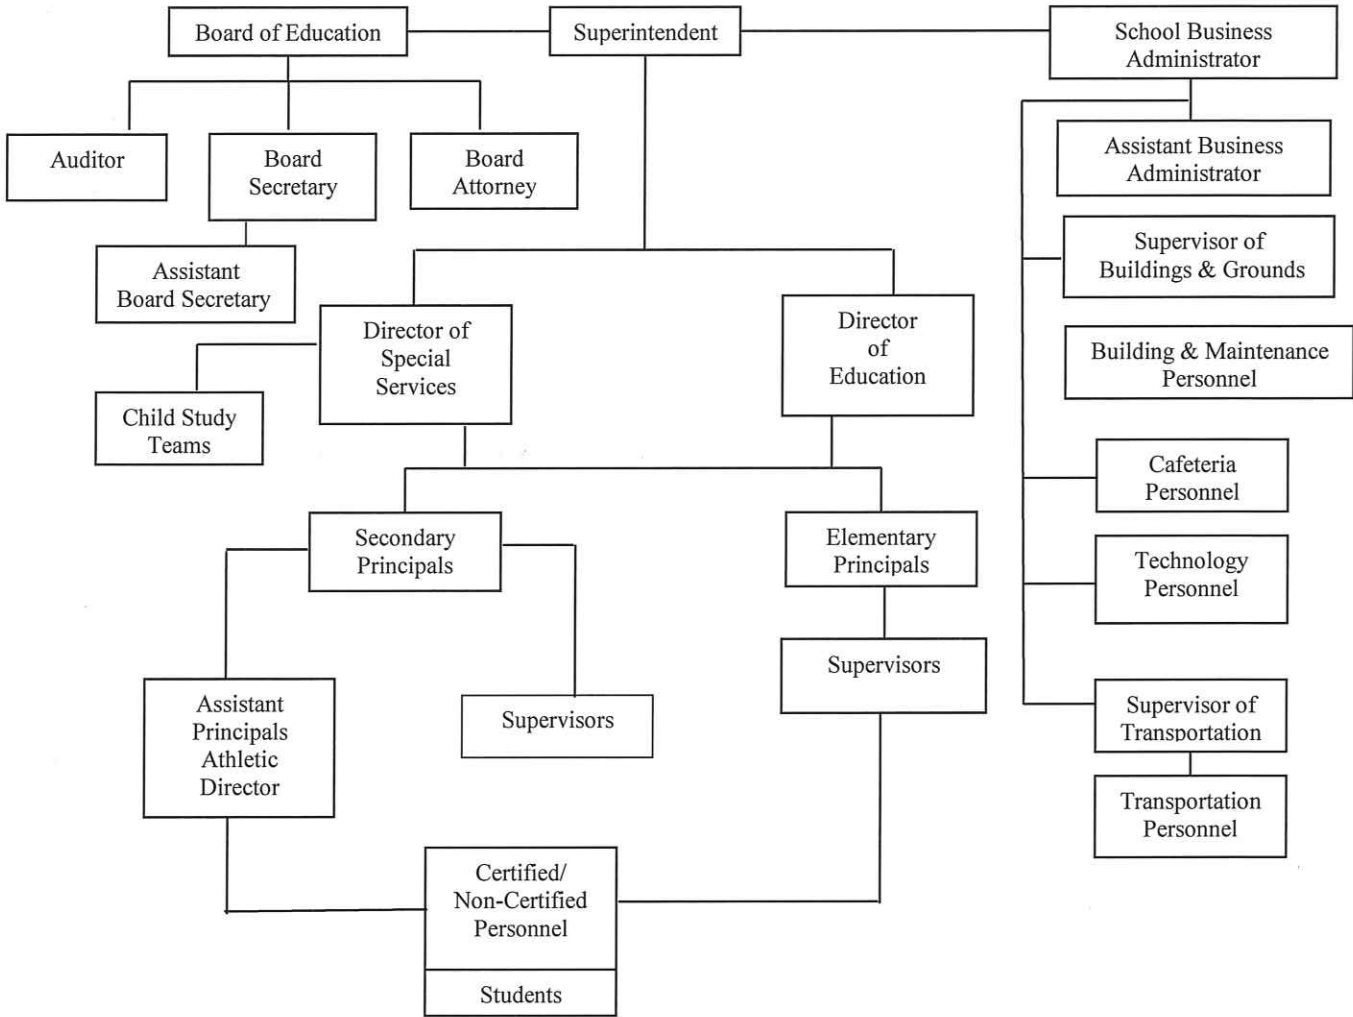 Board of Education
Superintendent
School Business
Administrator
Auditor
Board
Secretary
Board
Attorney
Assistant Business
Administrator
Assistant
Board Secretary
Supervisor of
Buildings & Grounds
Director of
Special
Services
Director
of
Education
Building & Maintenance
Personnel
Child Study
Teams
Cafeteria
Personnel
Secondary
Principals
Elementary
Principals
Technology
Personnel
Supervisors
Assistant
Principals
Athletic
Director
Supervisors
Supervisor of
Transportation
Transportation
Personnel
Certified/
Non-Certified
Personnel
Students